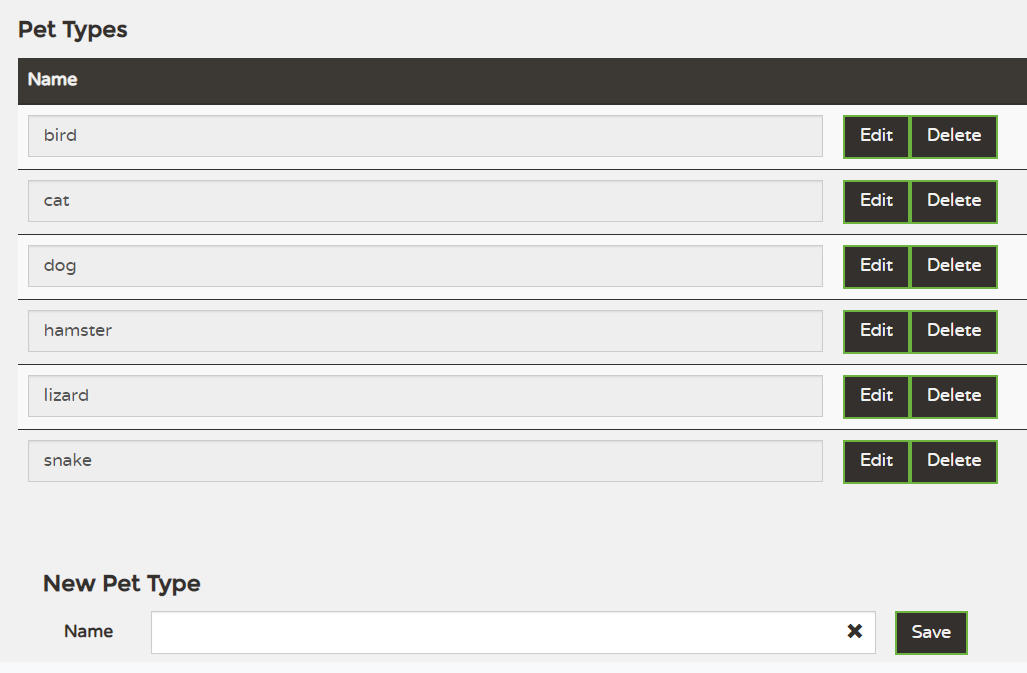 Pet Types
Name
bird Edit Delete
cat Edit Delete
dog Edit Delete
hamster Edit Delete
lizard Edit Delete
snake Edit Delete
New Pet Type
Name Save